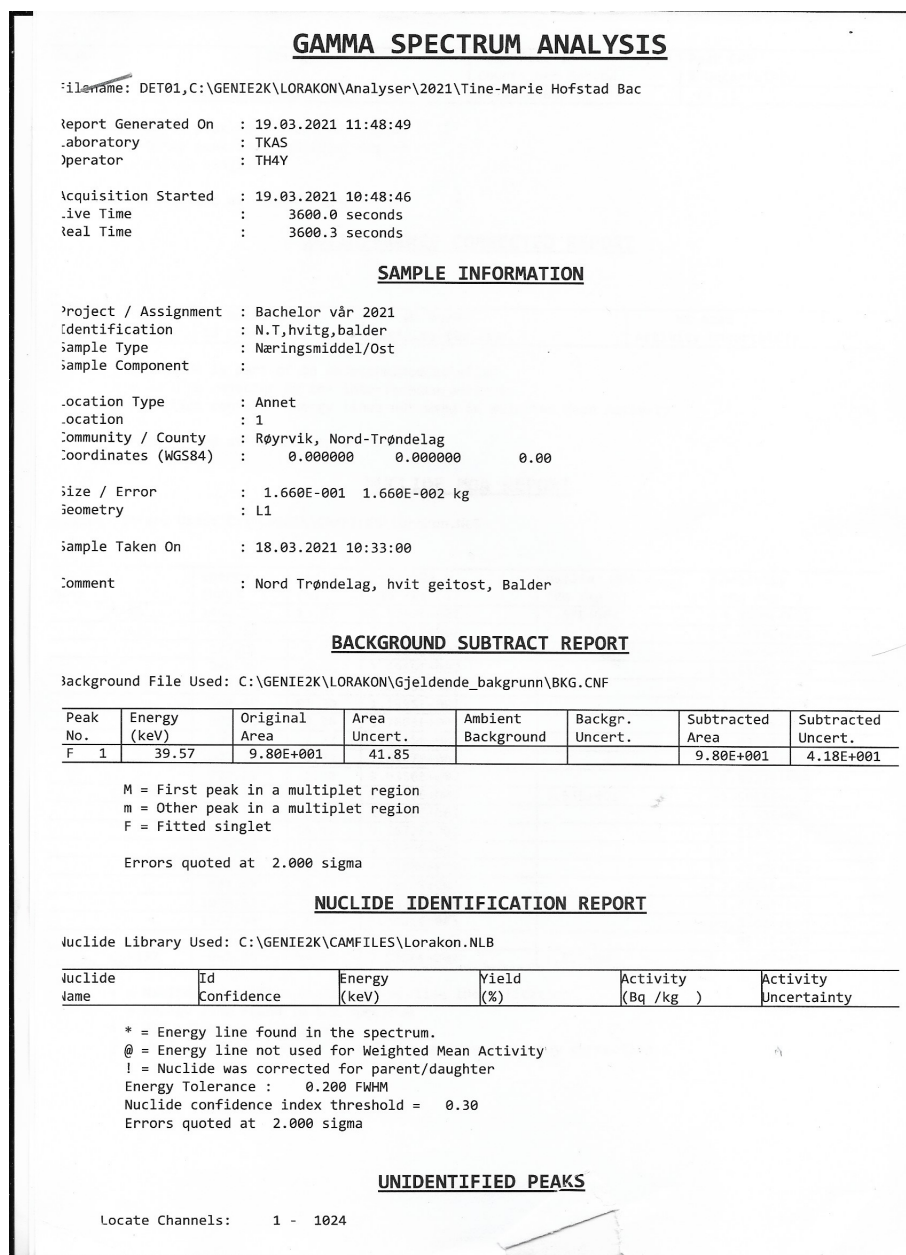 GAMMA SPECTRUM ANALYSIS
Filename: DET01,C:\GENIE2K\LORAKON\Analyser\2021\Tine-Marie Hofstad Bac
Report Generated On : 19.03.2021 11:48:49
Laboratory : TKAS
Operator : TH4Y
Acquisition Started : 19.03.2021 10:48:46
Live Time : 3600.0 seconds
Real Time : 3600.3 seconds
SAMPLE INFORMATION
Project / Assignment : Bachelor vår 2021
Identification : N.T,hvitg,balder
Sample Type : Næringsmiddel/Ost
Sample Component :
Location Type : Annet
Location : 1
Community / County : Røyrvik, Nord-Trøndelag
Coordinates (WGS84) : 0.000000 0.000000 0.00
Size / Error : 1.660E-001 1.660E-002 kg
Geometry : L1
Sample Taken On : 18.03.2021 10:33:00
Comment : Nord Trøndelag, hvit geitost, Balder
BACKGROUND SUBTRACT REPORT
Background File Used: C:\GENIE2K\LORAKON\Gjeldende_bakgrunn\BKG.CNF
Peak Energy Original Area Ambient Backgr. Subtracted Subtracted
No. (keV) Area Uncert. Background Uncert. Area Uncert.
F 1 39.57 9.80E+001 41.85 9.80E+001 4.18E+001
M = First peak in a multiplet region
m = Other peak in a multiplet region
F = Fitted singlet
Errors quoted at 2.000 sigma
NUCLIDE IDENTIFICATION REPORT
Nuclide Library Used: C:\GENIE2K\CAMFILES\Lorakon.NLB
Nuclide Id Energy Yield Activity Activity
Name Confidence (keV) (%) (Bq /kg ) Uncertainty
* = Energy line found in the spectrum.
@ = Energy line not used for Weighted Mean Activity
! = Nuclide was corrected for parent/daughter
Energy Tolerance : 0.200 FWHM
Nuclide confidence index threshold = 0.30
Errors quoted at 2.000 sigma
UNIDENTIFIED PEAKS
Locate Channels: 1 - 1024